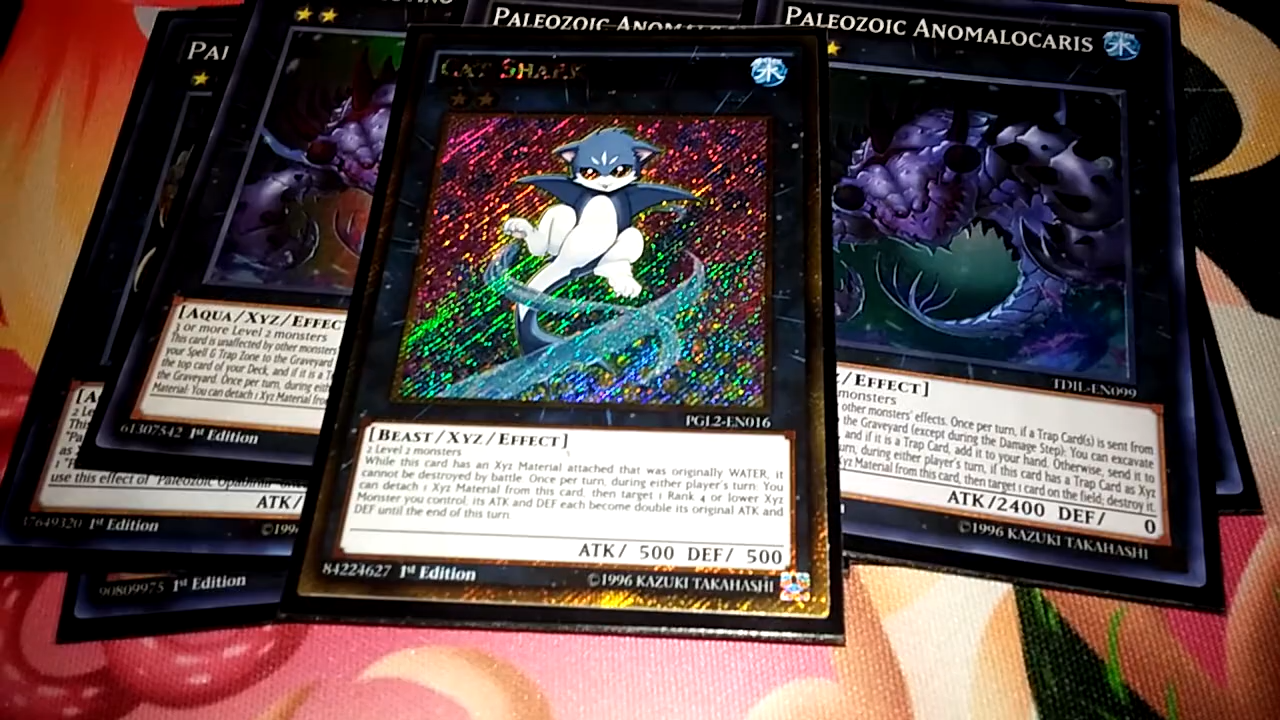 PALEOZOIC ANOMALOCARIS
水
PALEOZOIC
CAT SHARK
水
PGL2-EN016
[BEAST/XYZ/EFFECT]
2 Level 2 monsters
While this card has an Xyz Material attached that was originally WATER, it
cannot be destroyed by battle. Once per turn, during either player's turn: You
can detach 1 Xyz Material from this card, then target 1 Rank 4 or lower Xyz
Monster you control; its ATK and DEF each become double its original ATK and
DEF until the end of this turn.
ATK/ 500 DEF/ 500
84224627 1st Edition
©1996 KAZUKI TAKAHASHI
[AQUA/XYZ/EFFECT
3 or more Level 2 monsters
This card is unaffected by other monsters
your Spell & Trap Zone to the Graveyard
the top card of your Deck, and if it is a T
the Graveyard. Once per turn, during eith
Material: You can detach 1 Xyz Material fro
61307542 1st Edition
use this effect of "Paleozoic Opabinia"
ATK/
37649320 1st Edition
©199
90809975 1st Edition
TDIL-EN099
/EFFECT]
monsters
other monsters' effects. Once per turn, if a Trap Card(s) is sent from
the Graveyard (except during the Damage Step): You can excavate
and if it is a Trap Card, add it to your hand. Otherwise, send it to
urn, during either player's turn, if this card has a Trap Card as Xyz
Xyz Material from this card, then target 1 card on the field; destroy it.
ATK/2400 DEF/ 0
©1996 KAZUKI TAKAHASHI